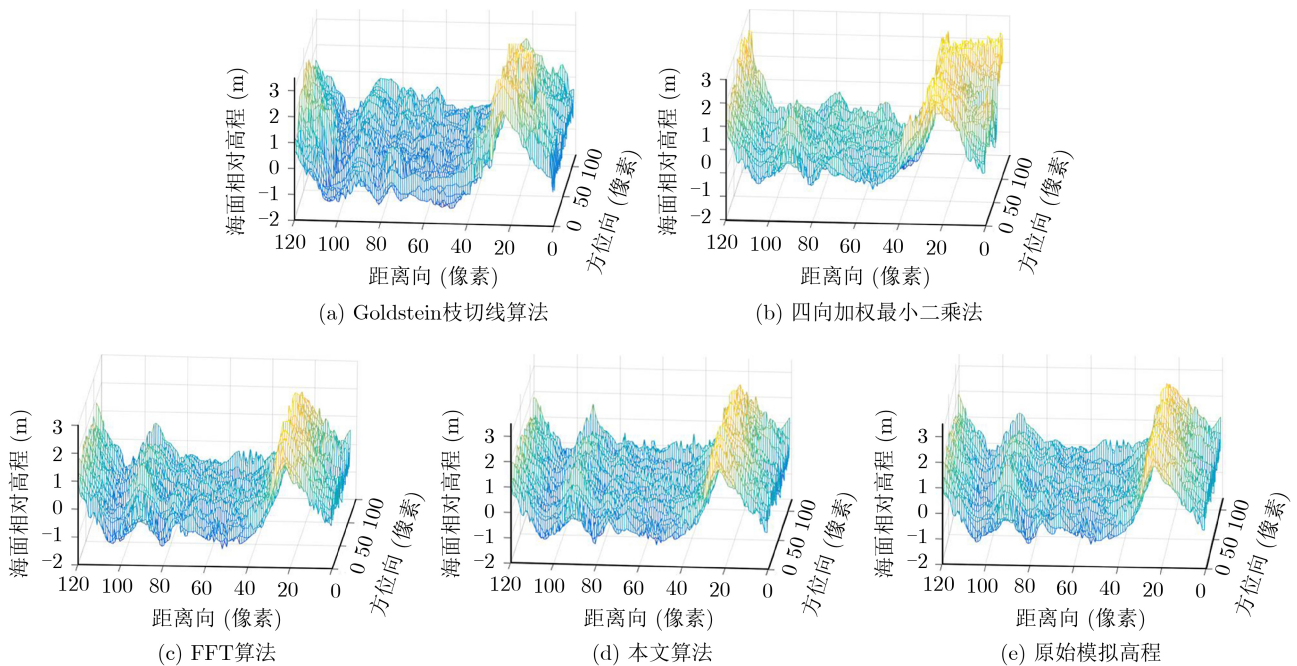 海面相对高程 (m)
3
2
1
0
−1
−2
120 100 80 60 40 20 0
0 50 100
距离向 (像素)
方位向 (像素)
(a) Goldstein枝切线算法
海面相对高程 (m)
3
2
1
0
−1
−2
120 100 80 60 40 20 0
0 50 100
距离向 (像素)
方位向 (像素)
(b) 四向加权最小二乘法
海面相对高程 (m)
3
2
1
0
−1
−2
120 100 80 60 40 20 0
0 50 100
距离向 (像素)
方位向 (像素)
(c) FFT算法
海面相对高程 (m)
3
2
1
0
−1
−2
120 100 80 60 40 20 0
0 50 100
距离向 (像素)
方位向 (像素)
(d) 本文算法
海面相对高程 (m)
3
2
1
0
−1
−2
120 100 80 60 40 20 0
0 50 100
距离向 (像素)
方位向 (像素)
(e) 原始模拟高程